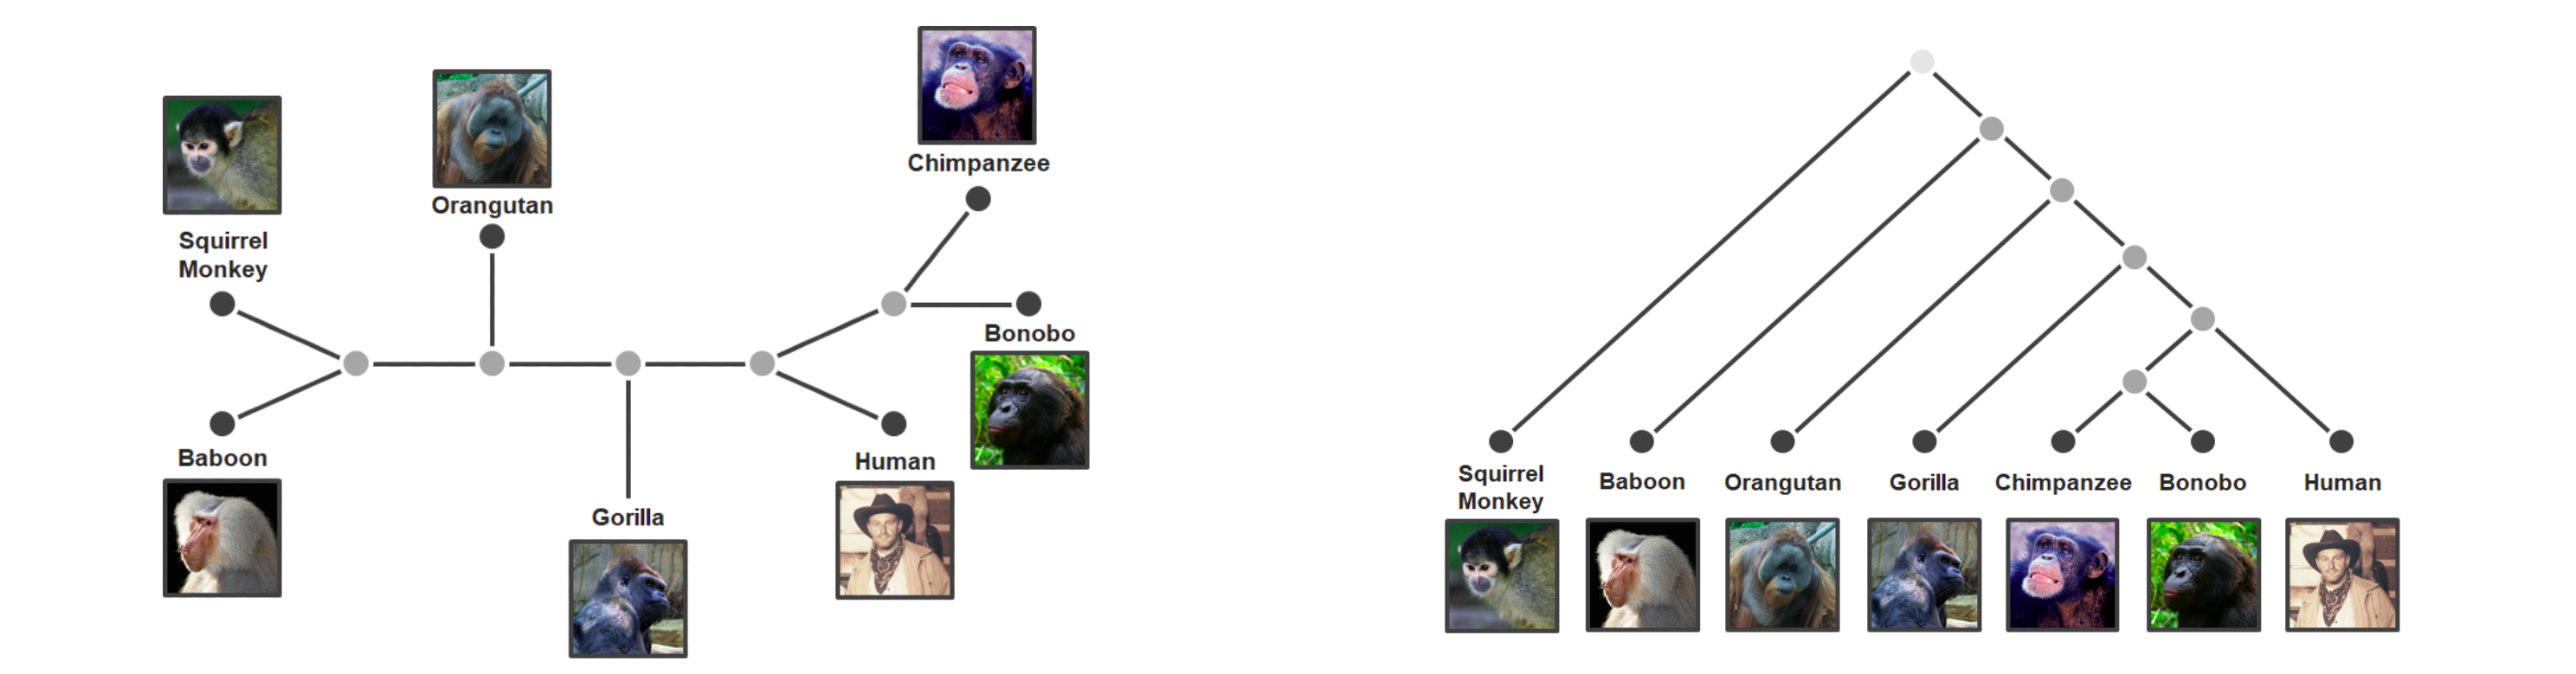 Chimpanzee
Orangutan
Squirrel
Monkey
Bonobo
Baboon
Human
Gorilla
Squirrel
Monkey
Baboon
Orangutan
Gorilla
Chimpanzee
Bonobo
Human